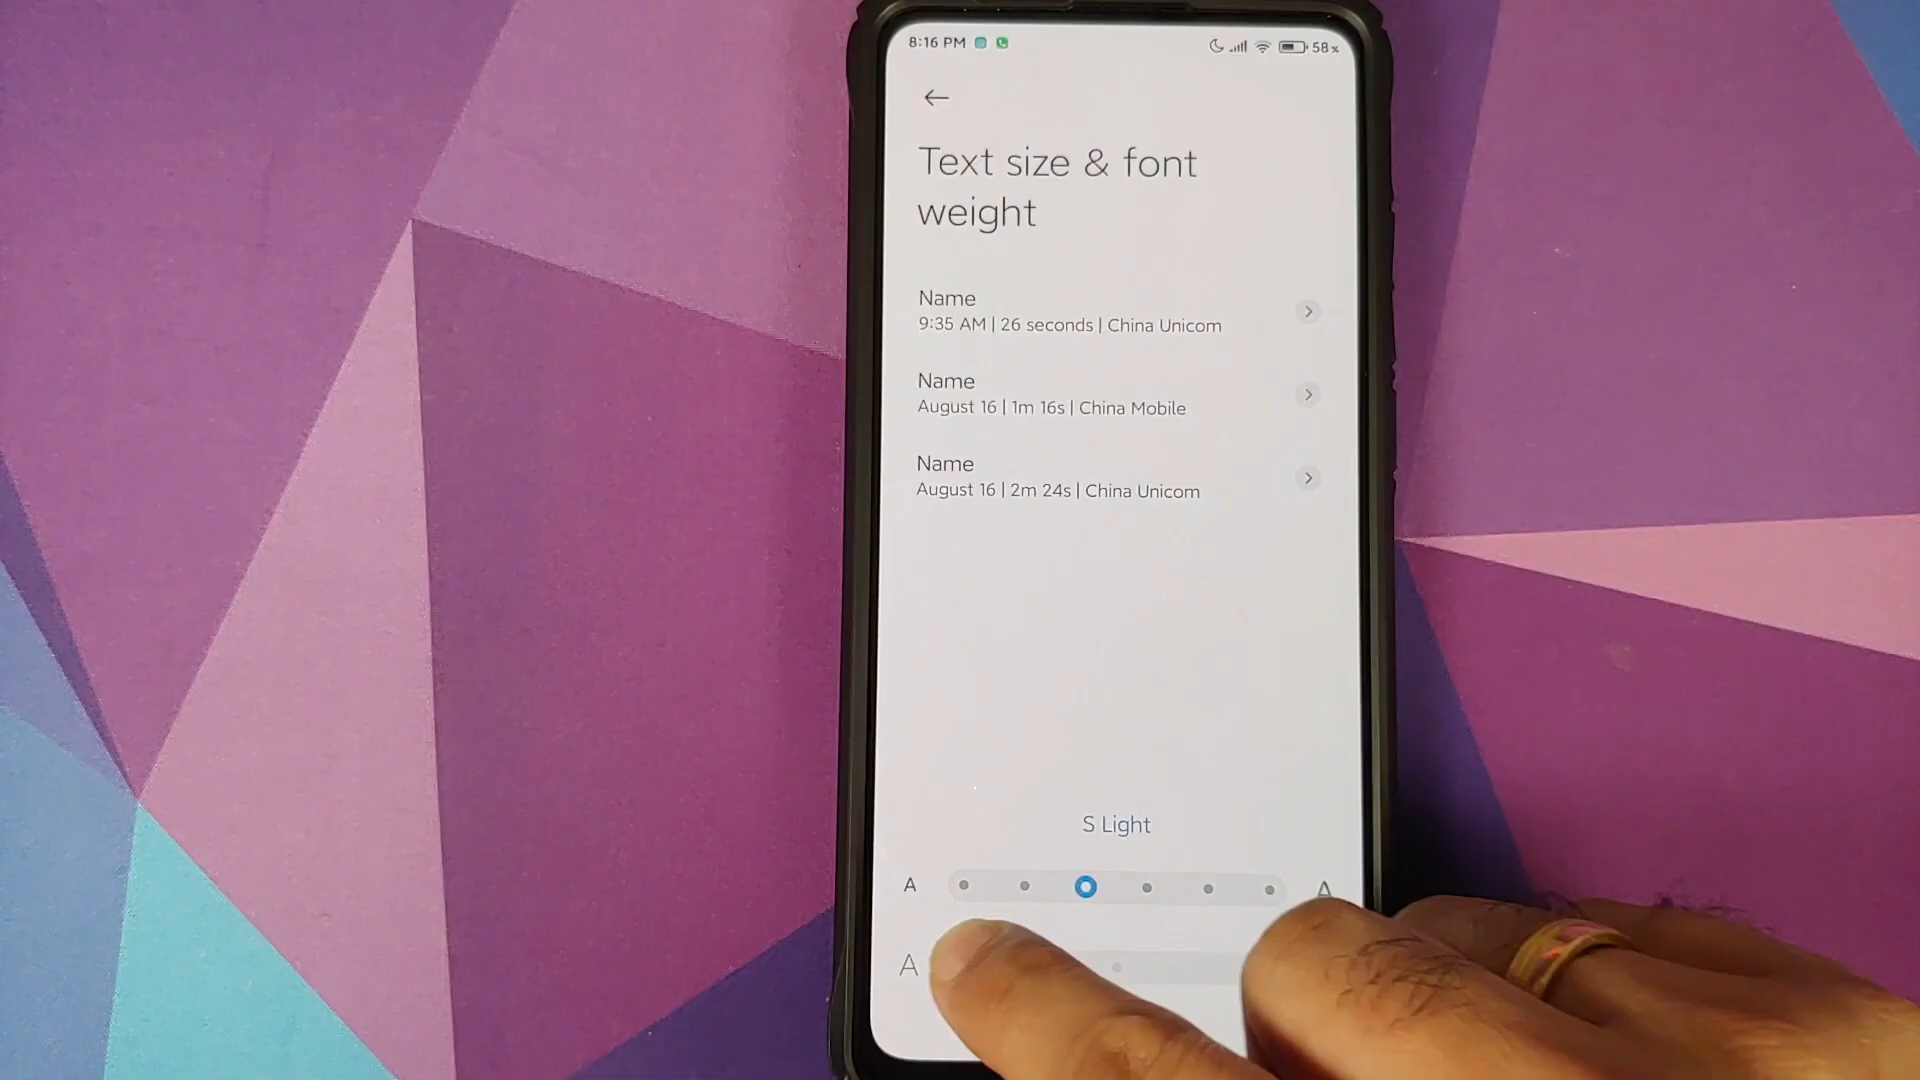 8:16 PM
58%
Text size & font
weight
Name
9:35 AM | 26 seconds | China Unicom
Name
August 16 | 1m 16s | China Mobile
Name
August 16 | 2m 24s | China Unicom
S Light
A A
A